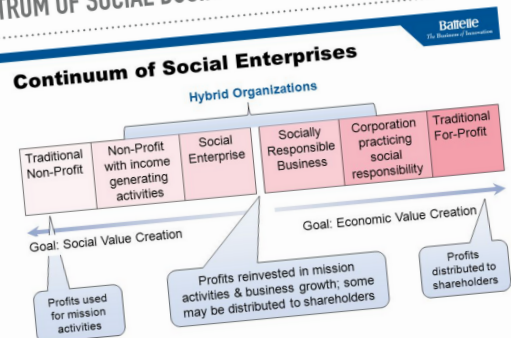 TRUM OF SOCIAL
Battelle
The Business of Innovation
Continuum of Social Enterprises
Hybrid Organizations
Traditional
Non-Profit
Non-Profit
with income
generating
activities
Social
Enterprise
Socially
Responsible
Business
Corporation
practicing
social
responsibility
Traditional
For-Profit
Goal: Social Value Creation
Goal: Economic Value Creation
Profits used
for mission
activities
Profits reinvested in mission
activities & business growth; some
may be distributed to shareholders
Profits
distributed to
shareholders